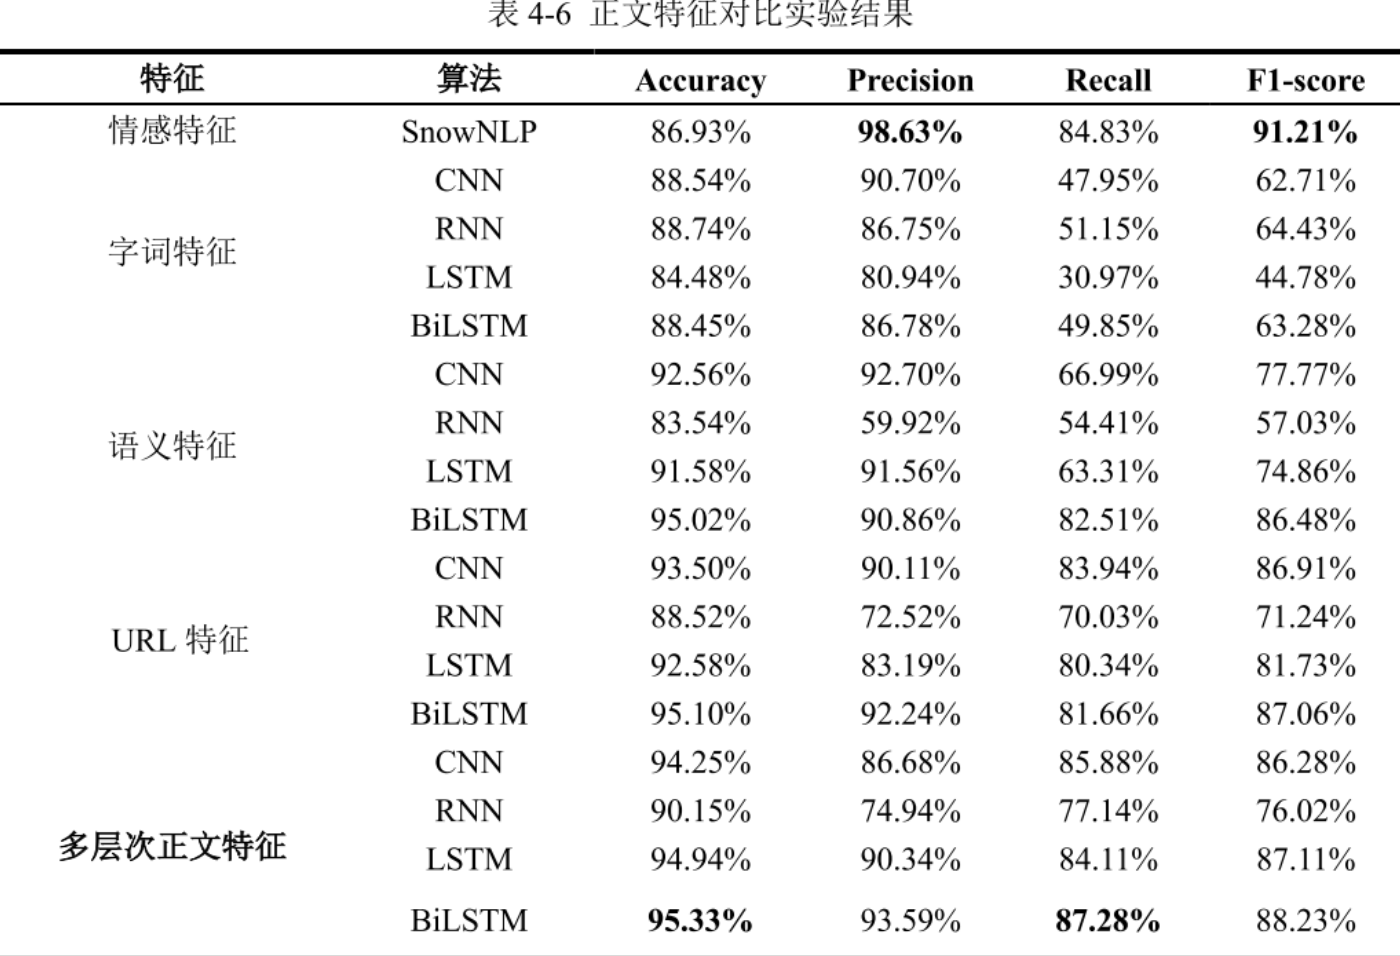 表 4-6 正文特征对比实验结果
特征 算法 Accuracy Precision Recall F1-score
情感特征 SnowNLP 86.93% 98.63% 84.83% 91.21%
CNN 88.54% 90.70% 47.95% 62.71%
RNN 88.74% 86.75% 51.15% 64.43%
字词特征
LSTM 84.48% 80.94% 30.97% 44.78%
BiLSTM 88.45% 86.78% 49.85% 63.28%
CNN 92.56% 92.70% 66.99% 77.77%
RNN 83.54% 59.92% 54.41% 57.03%
语义特征
LSTM 91.58% 91.56% 63.31% 74.86%
BiLSTM 95.02% 90.86% 82.51% 86.48%
CNN 93.50% 90.11% 83.94% 86.91%
RNN 88.52% 72.52% 70.03% 71.24%
URL 特征
LSTM 92.58% 83.19% 80.34% 81.73%
BiLSTM 95.10% 92.24% 81.66% 87.06%
CNN 94.25% 86.68% 85.88% 86.28%
RNN 90.15% 74.94% 77.14% 76.02%
多层次正文特征
LSTM 94.94% 90.34% 84.11% 87.11%
BiLSTM 95.33% 93.59% 87.28% 88.23%